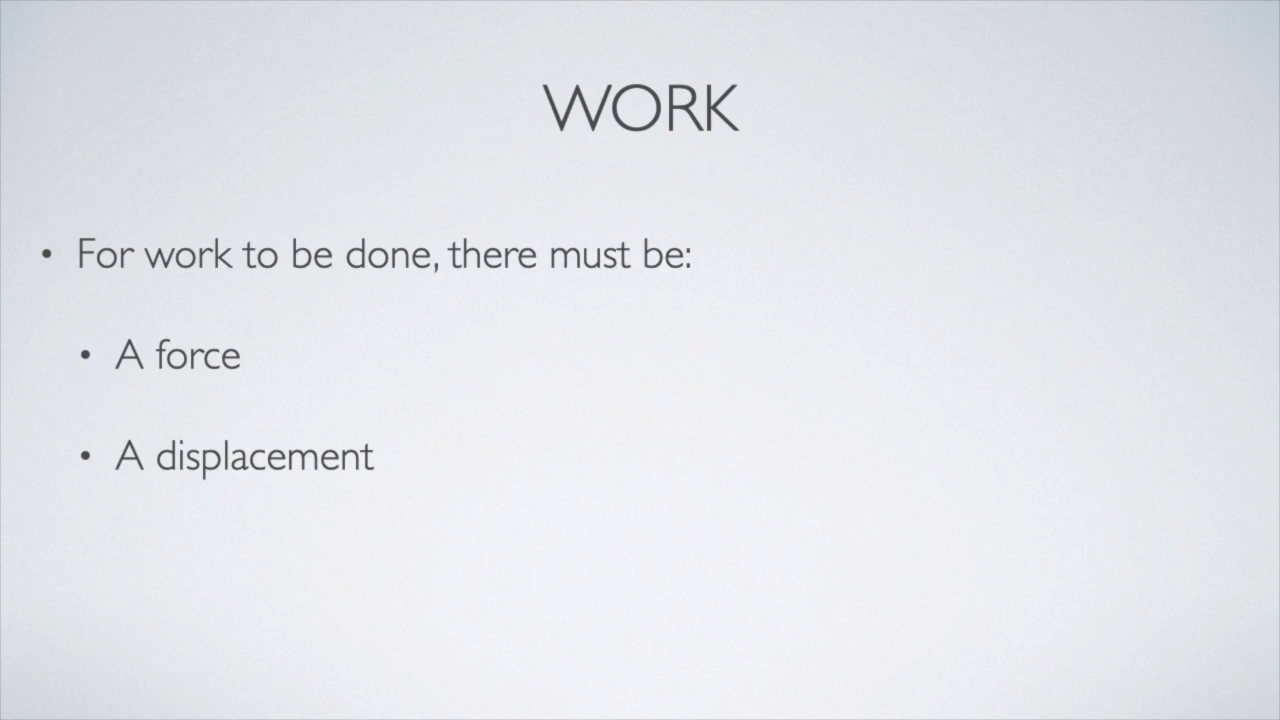 WORK
• For work to be done, there must be:
• A force
• A displacement